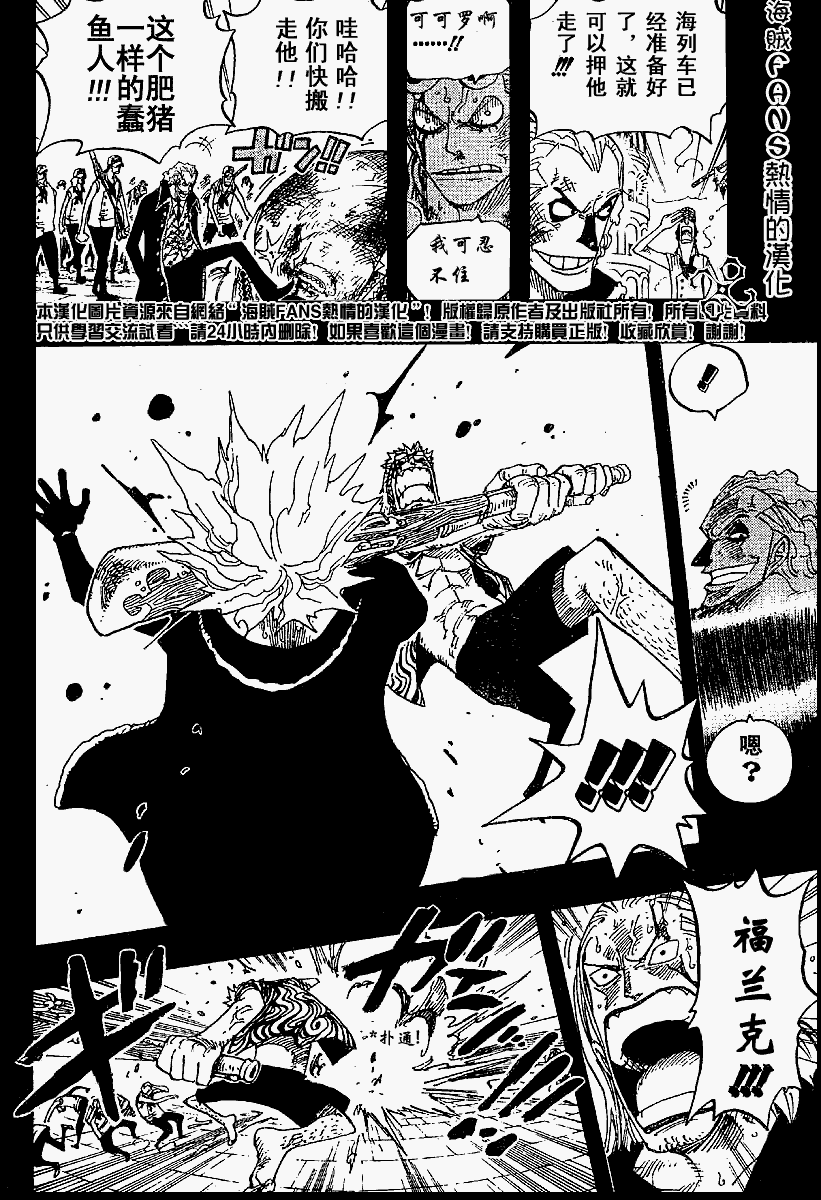 海列车已
经准备好
了，这就
可以押他
走了!!!
可可罗啊
……!!
我可忍
不住
哇哈哈!!
你们快搬
走他!!
这个肥猪
一样的蠢
鱼人!!!
ガン!!
海賊FANS熱情的漢化
本漢化圖片資源來自網絡“海賊FANS熱情的漢化”! 版權歸原作者及出版社所有! 所有
只供學習交流試看 請24小時內刪除! 如果喜歡這個漫畫! 請支持購買正版! 收藏欣賞! 謝謝!
!
嗯
?
!!!!
福
兰
克
!!!
扑通!